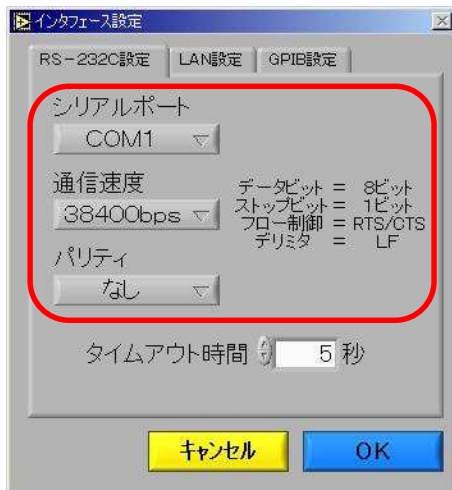 インタフェース設定
RS-232C設定 LAN設定 GPIB設定
シリアルポート
COM1
通信速度
38400bps
パリティ
なし
データビット = 8ビット
ストップビット = 1ビット
フロー制御 = RTS/CTS
デリミタ = LF
タイムアウト時間 5 秒
キャンセル OK